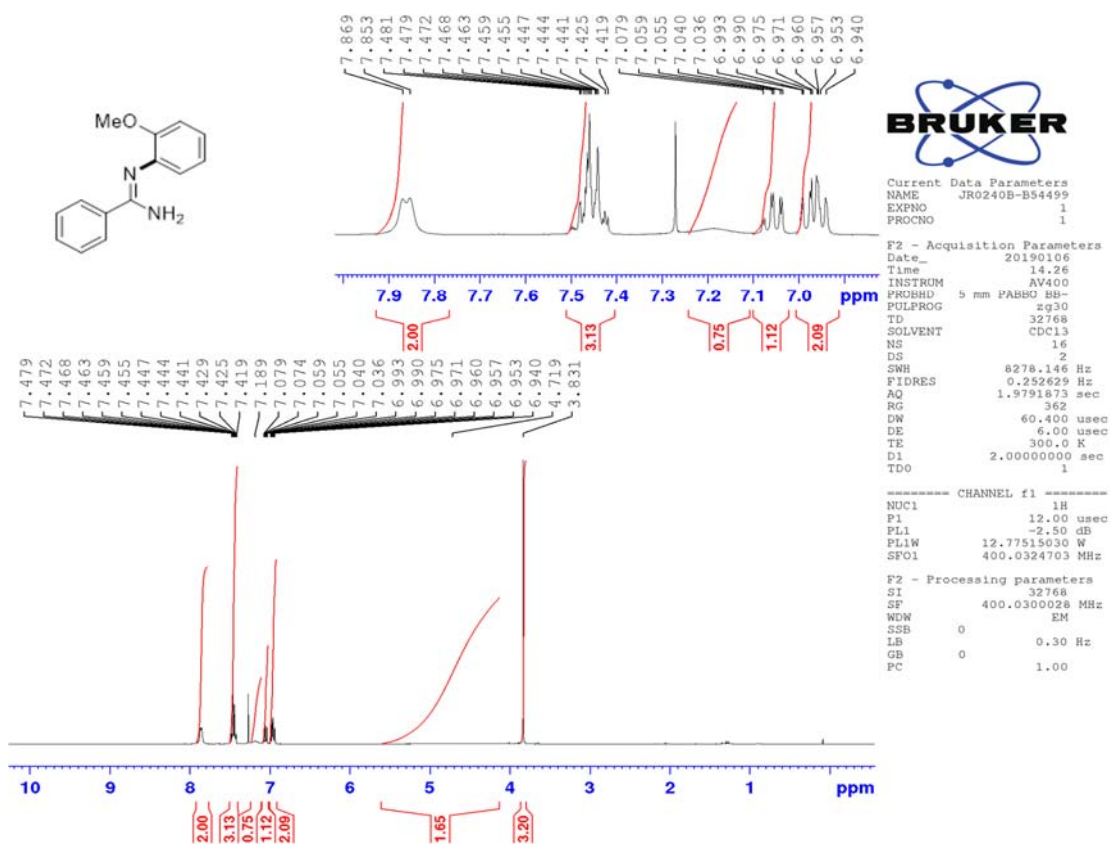 7.869
7.853
7.481
7.479
7.472
7.468
7.463
7.459
7.455
7.447
7.444
7.441
7.425
7.419
7.079
7.059
7.055
7.040
7.036
6.993
6.990
6.975
6.971
6.960
6.957
6.953
6.940
MeO
N
NH2
7.9 7.8 7.7 7.6 7.5 7.4 7.3 7.2 7.1 7.0 ppm
2.00 3.13 0.75 1.12 2.09
7.479
7.472
7.468
7.463
7.459
7.455
7.447
7.444
7.441
7.429
7.425
7.419
7.189
7.079
7.074
7.059
7.055
7.040
7.036
6.993
6.990
6.975
6.971
6.960
6.957
6.953
6.940
4.719
3.831
10 9 8 7 6 5 4 3 2 1 ppm
2.00 3.13 0.75 1.12 2.09 1.65 3.20
BRUKER
Current Data Parameters
NAME JR0240B-B54499
EXPNO 1
PROCNO 1
F2 - Acquisition Parameters
Date_ 20190106
Time 14.26
INSTRUM AV400
PROBHD 5 mm PABBO BB-
PULPROG zg30
TD 32768
SOLVENT CDCl3
NS 16
DS 2
SWH 8278.146 Hz
FIDRES 0.252629 Hz
AQ 1.9791873 sec
RG 362
DW 60.400 usec
DE 6.00 usec
TE 300.0 K
D1 2.00000000 sec
TD0 1
======== CHANNEL f1 ========
NUC1 1H
P1 12.00 usec
PL1 -2.50 dB
PL1W 12.77515030 W
SFO1 400.0324703 MHz
F2 - Processing parameters
SI 32768
SF 400.0300028 MHz
WDW EM
SSB 0
LB 0.30 Hz
GB 0
PC 1.00